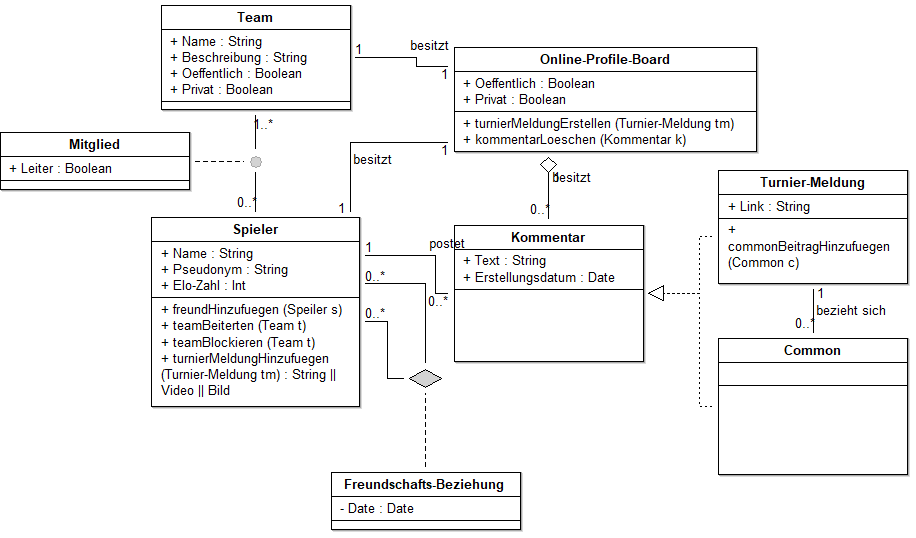 Team
+ Name : String
+ Beschreibung : String
+ Oeffentlich : Boolean
+ Privat : Boolean
1
besitzt
1
Online-Profile-Board
+ Oeffentlich : Boolean
+ Privat : Boolean
+ turnierMeldungErstellen (Turnier-Meldung tm)
+ kommentarLoeschen (Kommentar k)
1..*
Mitglied
+ Leiter : Boolean
0..*
besitzt
1
1
1
besitzt
0..*
Turnier-Meldung
+ Link : String
+
commonBeitragHinzufuegen
(Common c)
Spieler
+ Name : String
+ Pseudonym : String
+ Elo-Zahl : Int
+ freundHinzufuegen (Speiler s)
+ teamBeiterten (Team t)
+ teamBlockieren (Team t)
+ turnierMeldungHinzufuegen
(Turnier-Meldung tm) : String ||
Video || Bild
1
postet
0..*
0..*
0..*
Kommentar
+ Text : String
+ Erstellungsdatum : Date
1
bezieht sich
0..*
Common
Freundschafts-Beziehung
- Date : Date